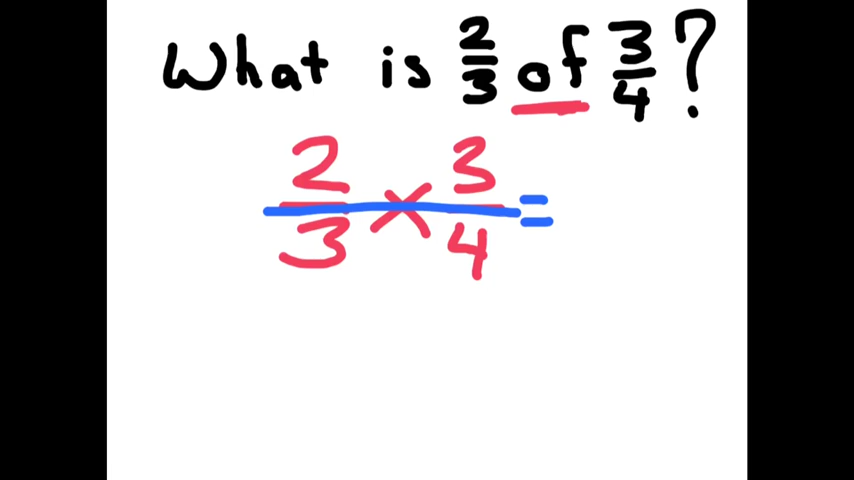 What is 2/3 of 3/4?
2/3 × 3/4 =